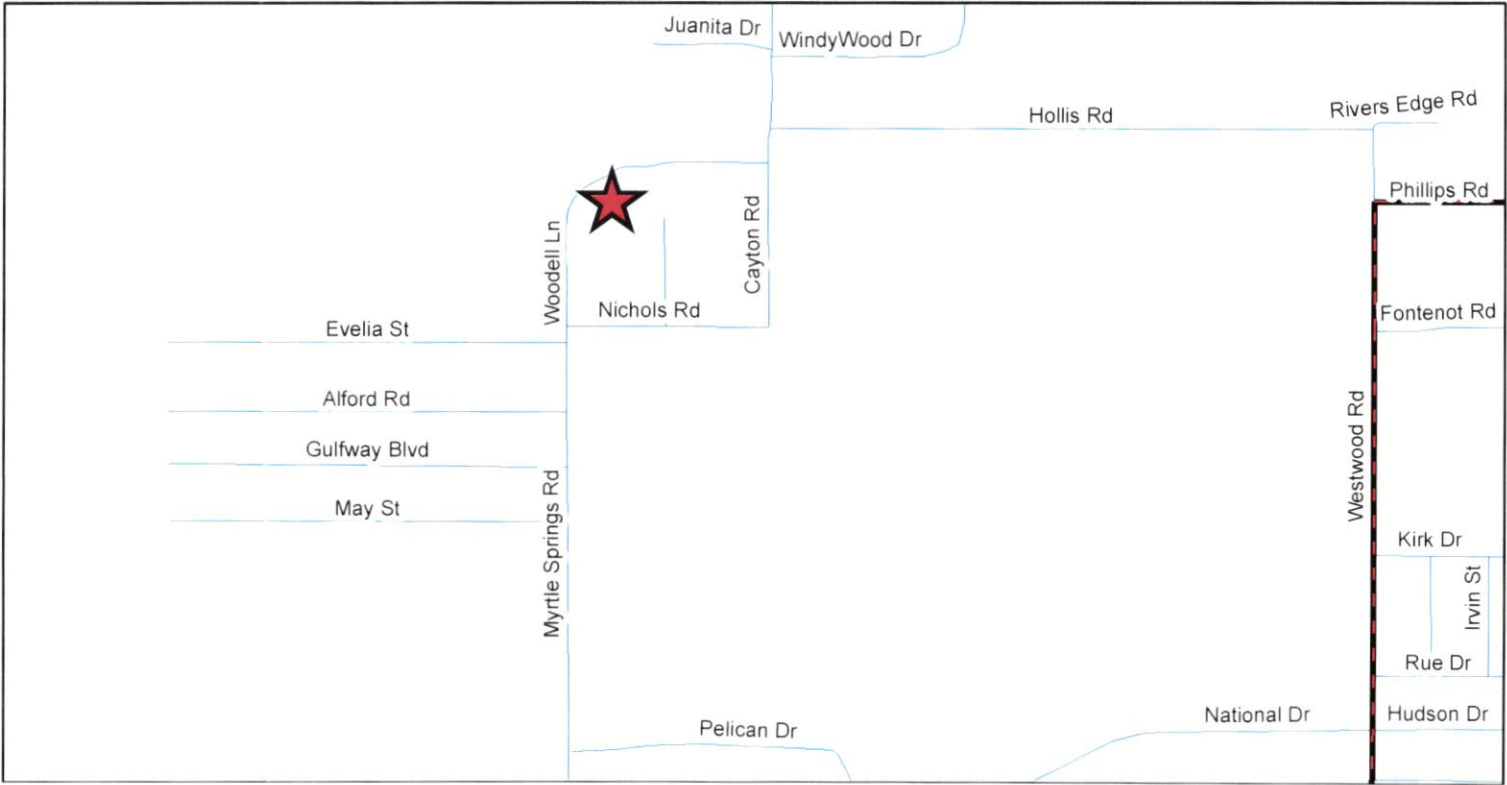 Juanita Dr
WindyWood Dr
Hollis Rd
Rivers Edge Rd
Phillips Rd
Woodell Ln
Cayton Rd
Nichols Rd
Fontenot Rd
Evelia St
Alford Rd
Westwood Rd
Gulfway Blvd
Myrtle Springs Rd
May St
Kirk Dr
Irvin St
Rue Dr
National Dr
Hudson Dr
Pelican Dr